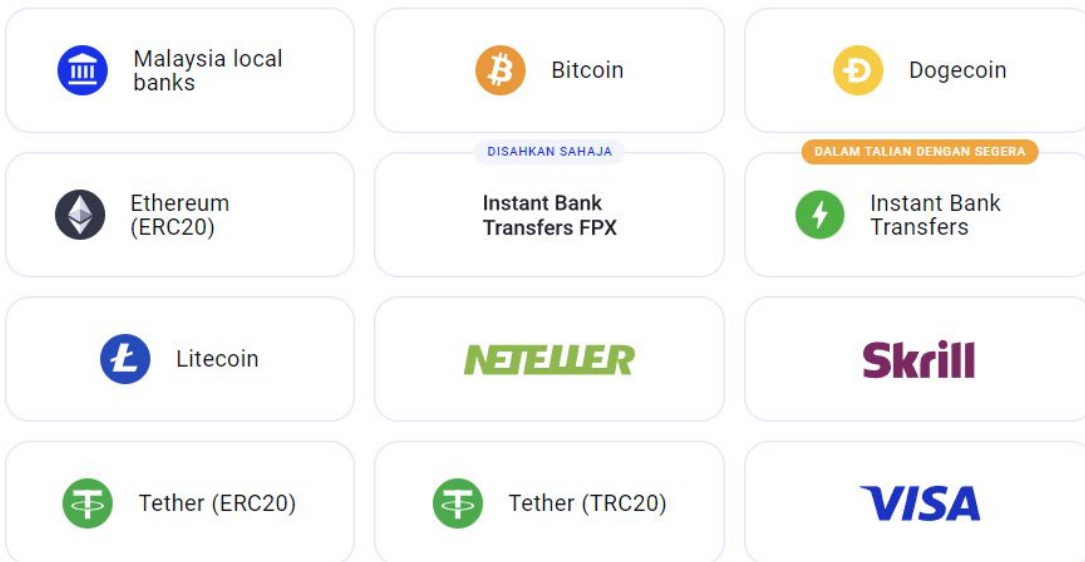 Malaysia local
banks
Bitcoin
Dogecoin
DISAHKAN SAHAJA
DALAM TALIAN DENGAN SEGERA
Ethereum
(ERC20)
Instant Bank
Transfers FPX
Instant Bank
Transfers
Litecoin
NETELLER
Skrill
Tether (ERC20)
Tether (TRC20)
VISA